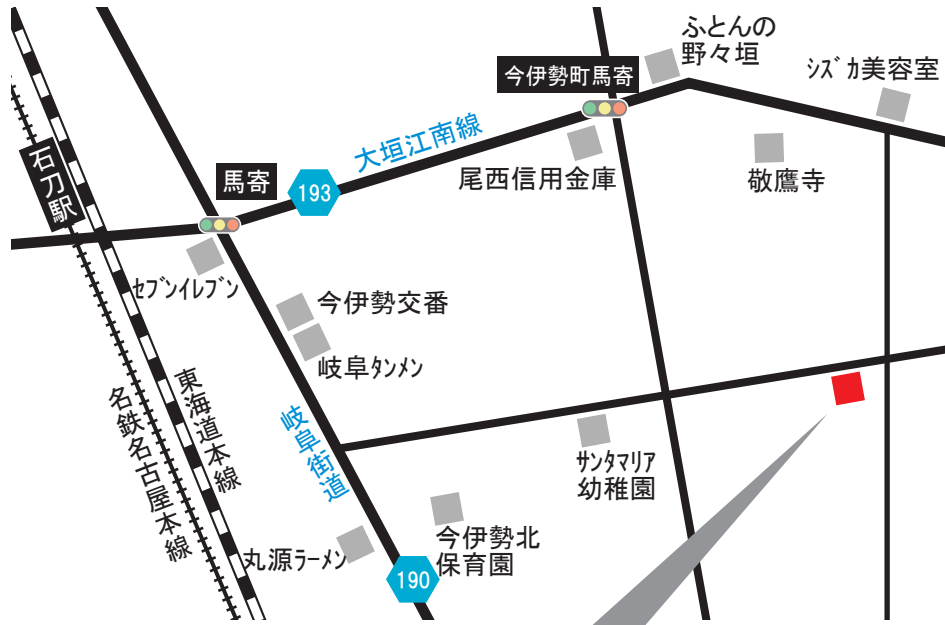 ふとんの
野々垣
シズカ美容室
今伊勢町馬寄
大垣江南線
尾西信用金庫
敬鷹寺
石刀駅
馬寄
193
セブンイレブン
今伊勢交番
岐阜タンメン
東海道本線
名鉄名古屋本線
岐阜街道
サンタマリア
幼稚園
今伊勢北
保育園
丸源ラーメン
190